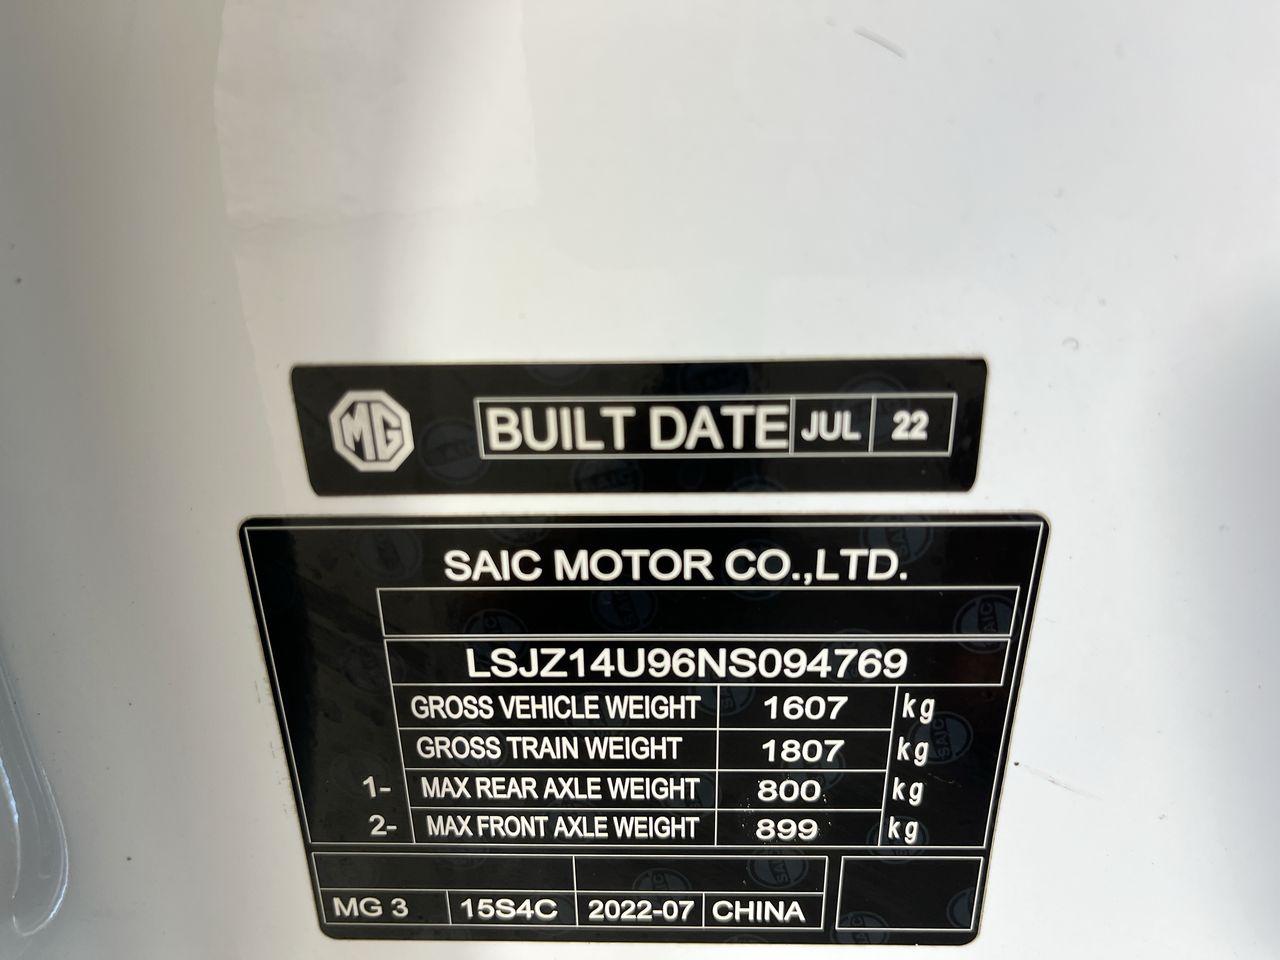 MG BUILT DATE JUL 22
SAIC MOTOR CO.,LTD.
LSJZ14U96NS094769
GROSS VEHICLE WEIGHT 1607 kg
GROSS TRAIN WEIGHT 1807 kg
1- MAX REAR AXLE WEIGHT 800 kg
2- MAX FRONT AXLE WEIGHT 899 kg
MG 3 15S4C 2022-07 CHINA